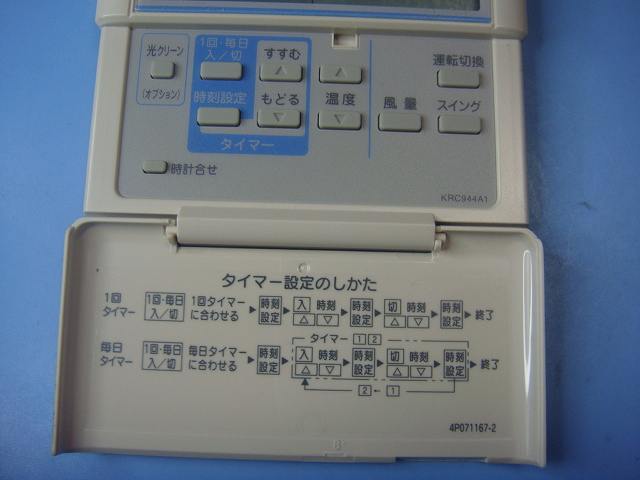 光クリーン
(オプション)
1回・毎日
入/切
すすむ
△
△
運転切換
時刻設定
もどる
▽
温度
▽
風量
スイング
タイマー
時計合せ
KRC944A1
タイマー設定のしかた
1回タイマー 1回・毎日 入/切 1回タイマーに合わせる ▶ 時刻設定 ▶ 入 時刻 △ ▽ ▶ 時刻設定 ▶ 切 時刻 △ ▽ ▶ 時刻設定 ▶ 終了
タイマー 1 2
毎日タイマー 1回・毎日 入/切 毎日タイマーに合わせる ▶ 時刻設定 ▶ 入 時刻 △ ▽ ▶ 時刻設定 ▶ 切 時刻 △ ▽ ▶ 時刻設定 ▶ 終了
2 ← 1
4P071167-2